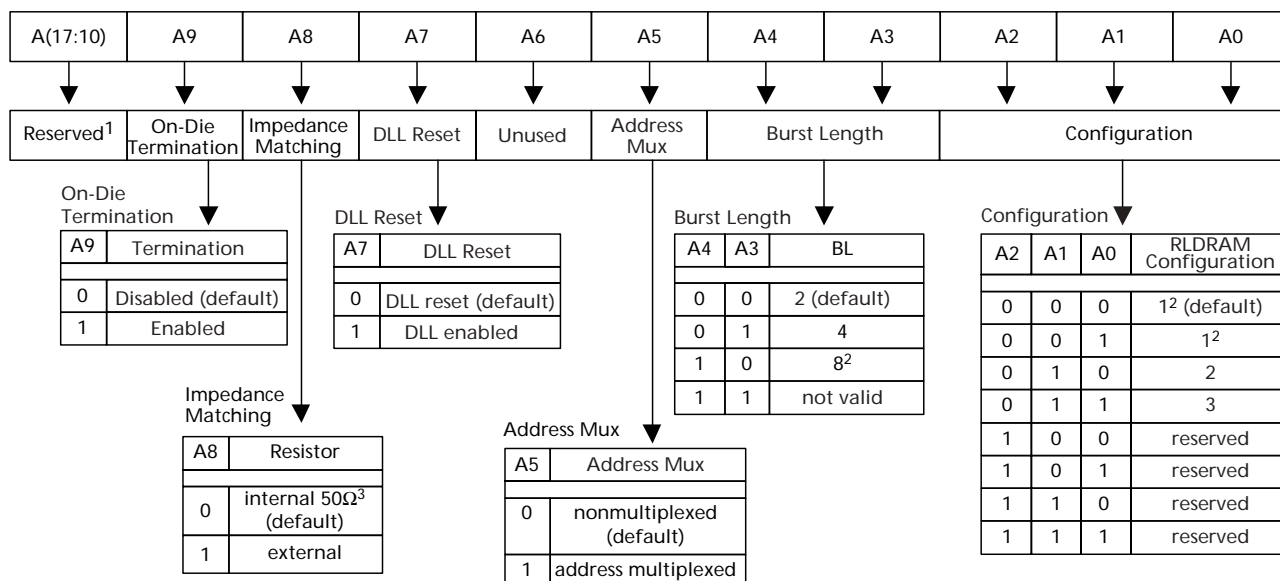 A(17:10) A9 A8 A7 A6 A5 A4 A3 A2 A1 A0
Reserved¹ On-Die Termination Impedance Matching DLL Reset Unused Address Mux Burst Length Configuration
On-Die
Termination
A9 Termination
0 Disabled (default)
1 Enabled
DLL Reset
A7 DLL Reset
0 DLL reset (default)
1 DLL enabled
Burst Length
A4 A3 BL
0 0 2 (default)
0 1 4
1 0 8²
1 1 not valid
Configuration
A2 A1 A0 RLDRAM Configuration
0 0 0 1² (default)
0 0 1 1²
0 1 0 2
0 1 1 3
1 0 0 reserved
1 0 1 reserved
1 1 0 reserved
1 1 1 reserved
Impedance
Matching
A8 Resistor
0 internal 50Ω³ (default)
1 external
Address Mux
A5 Address Mux
0 nonmultiplexed (default)
1 address multiplexed